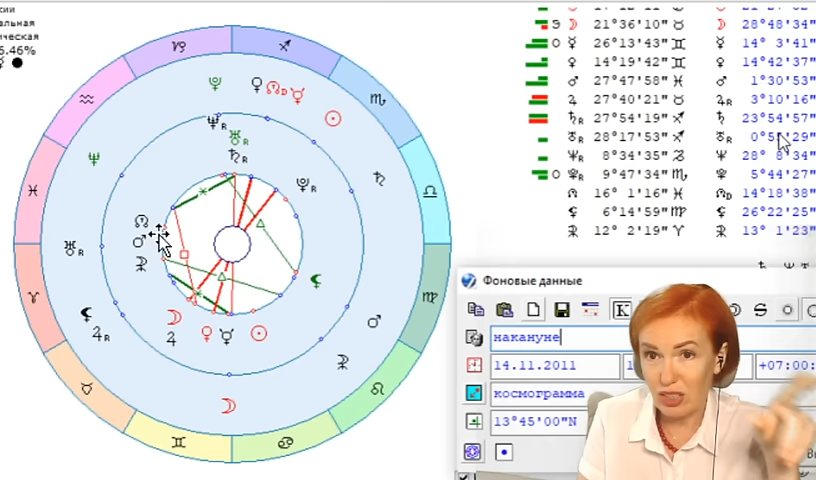 ическая
5.46%
21°36'10" ♉ ☽ 28°48'34"
26°13'43 ♊ ☿ 14° 3'41"
14°19'42 ♊ ♀ 14°42'37
27°47'58 ♓ ♂ 1°30'53
27°40'21 ♉ ♃R 3°10'16
27°54'19 ♐ ♄ 23°54'57
28°17'53 ♐
8°34'35 ♑ ♆ 28° 8'34
9°47'34 ♏ 5°44'27
16° 1'16 ♓ ☊D 14°18'38
6°14'59 ♍ 26°22'25
12° 2'19 ♈ 13° 1'23
Фоновые данные
К
S
накануне
14.11.2011
+07:00:
космограмма
13°45'00"N